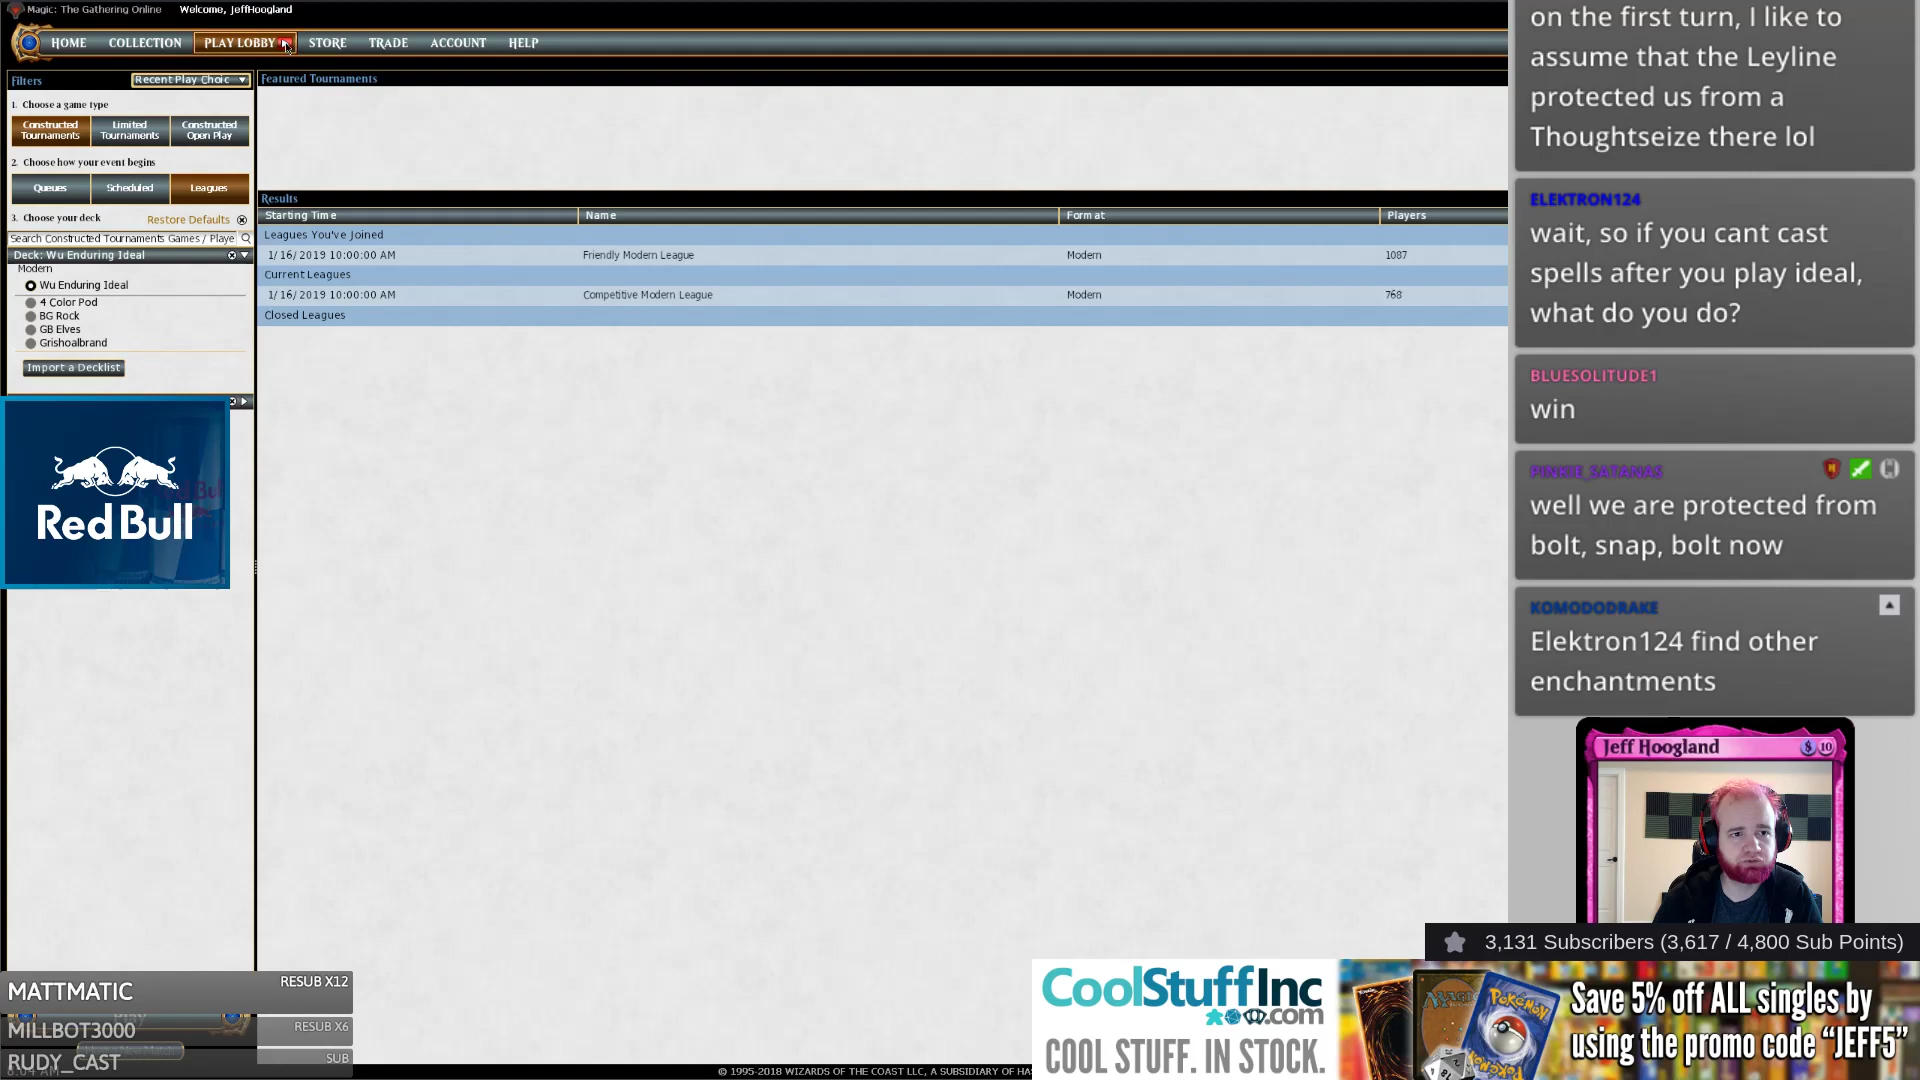 Magic: The Gathering Online Welcome, JeffHoogland
HOME COLLECTION PLAY LOBBY STORE TRADE ACCOUNT HELP
Filters Recent Play Choic
1. Choose a game type
Constructed Tournaments Limited Tournaments Constructed Open Play
2. Choose how your event begins
Queues Scheduled Leagues
3. Choose your deck Restore Defaults
Search Constructed Tournaments Games / Playe
Deck: Wu Enduring Ideal
Modern
Wu Enduring Ideal
4 Color Pod
BG Rock
GB Elves
Grishoalbrand
Import a Decklist
Red Bull
Featured Tournaments
Results
Starting Time Name Format Players
Leagues You've Joined
1/16/2019 10:00:00 AM Friendly Modern League Modern 1087
Current Leagues
1/16/2019 10:00:00 AM Competitive Modern League Modern 768
Closed Leagues
on the first turn, I like to
assume that the Leyline
protected us from a
Thoughtseize there lol
ELEKTRON124
wait, so if you cant cast
spells after you play ideal,
what do you do?
BLUESOLITUDE1
win
PINKIE_SATANAS
well we are protected from
bolt, snap, bolt now
KOMODODRAKE
Elektron124 find other
enchantments
Jeff Hoogland 10
3,131 Subscribers (3,617 / 4,800 Sub Points)
MATTMATIC RESUB X12
MILLBOT3000 RESUB X6
RUDY_CAST SUB
© 1995-2018 WIZARDS OF THE COAST LLC, A SUBSIDIARY OF HAS
CoolStuffInc
.com
COOL STUFF. IN STOCK.
Save 5% off ALL singles by
using the promo code "JEFF5"